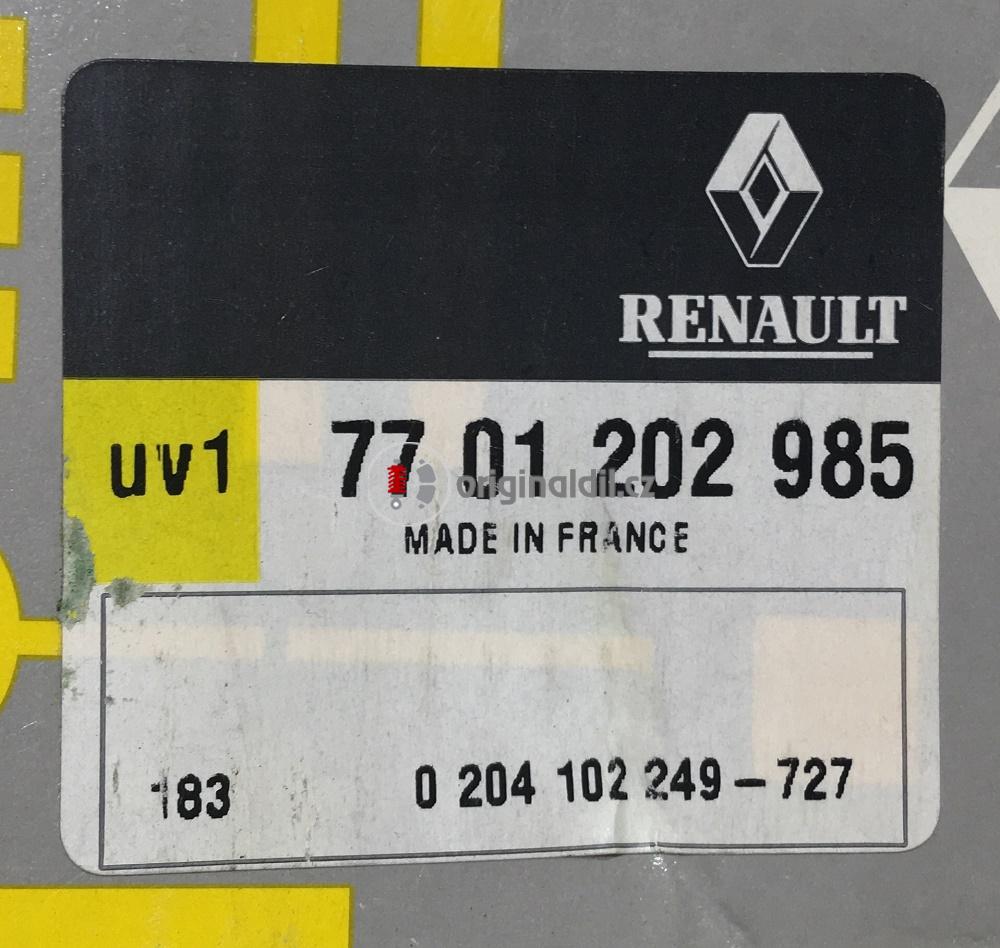 RENAULT
uv1 77 01 202 985
originaldil.cz
MADE IN FRANCE
183 0 204 102 249-727